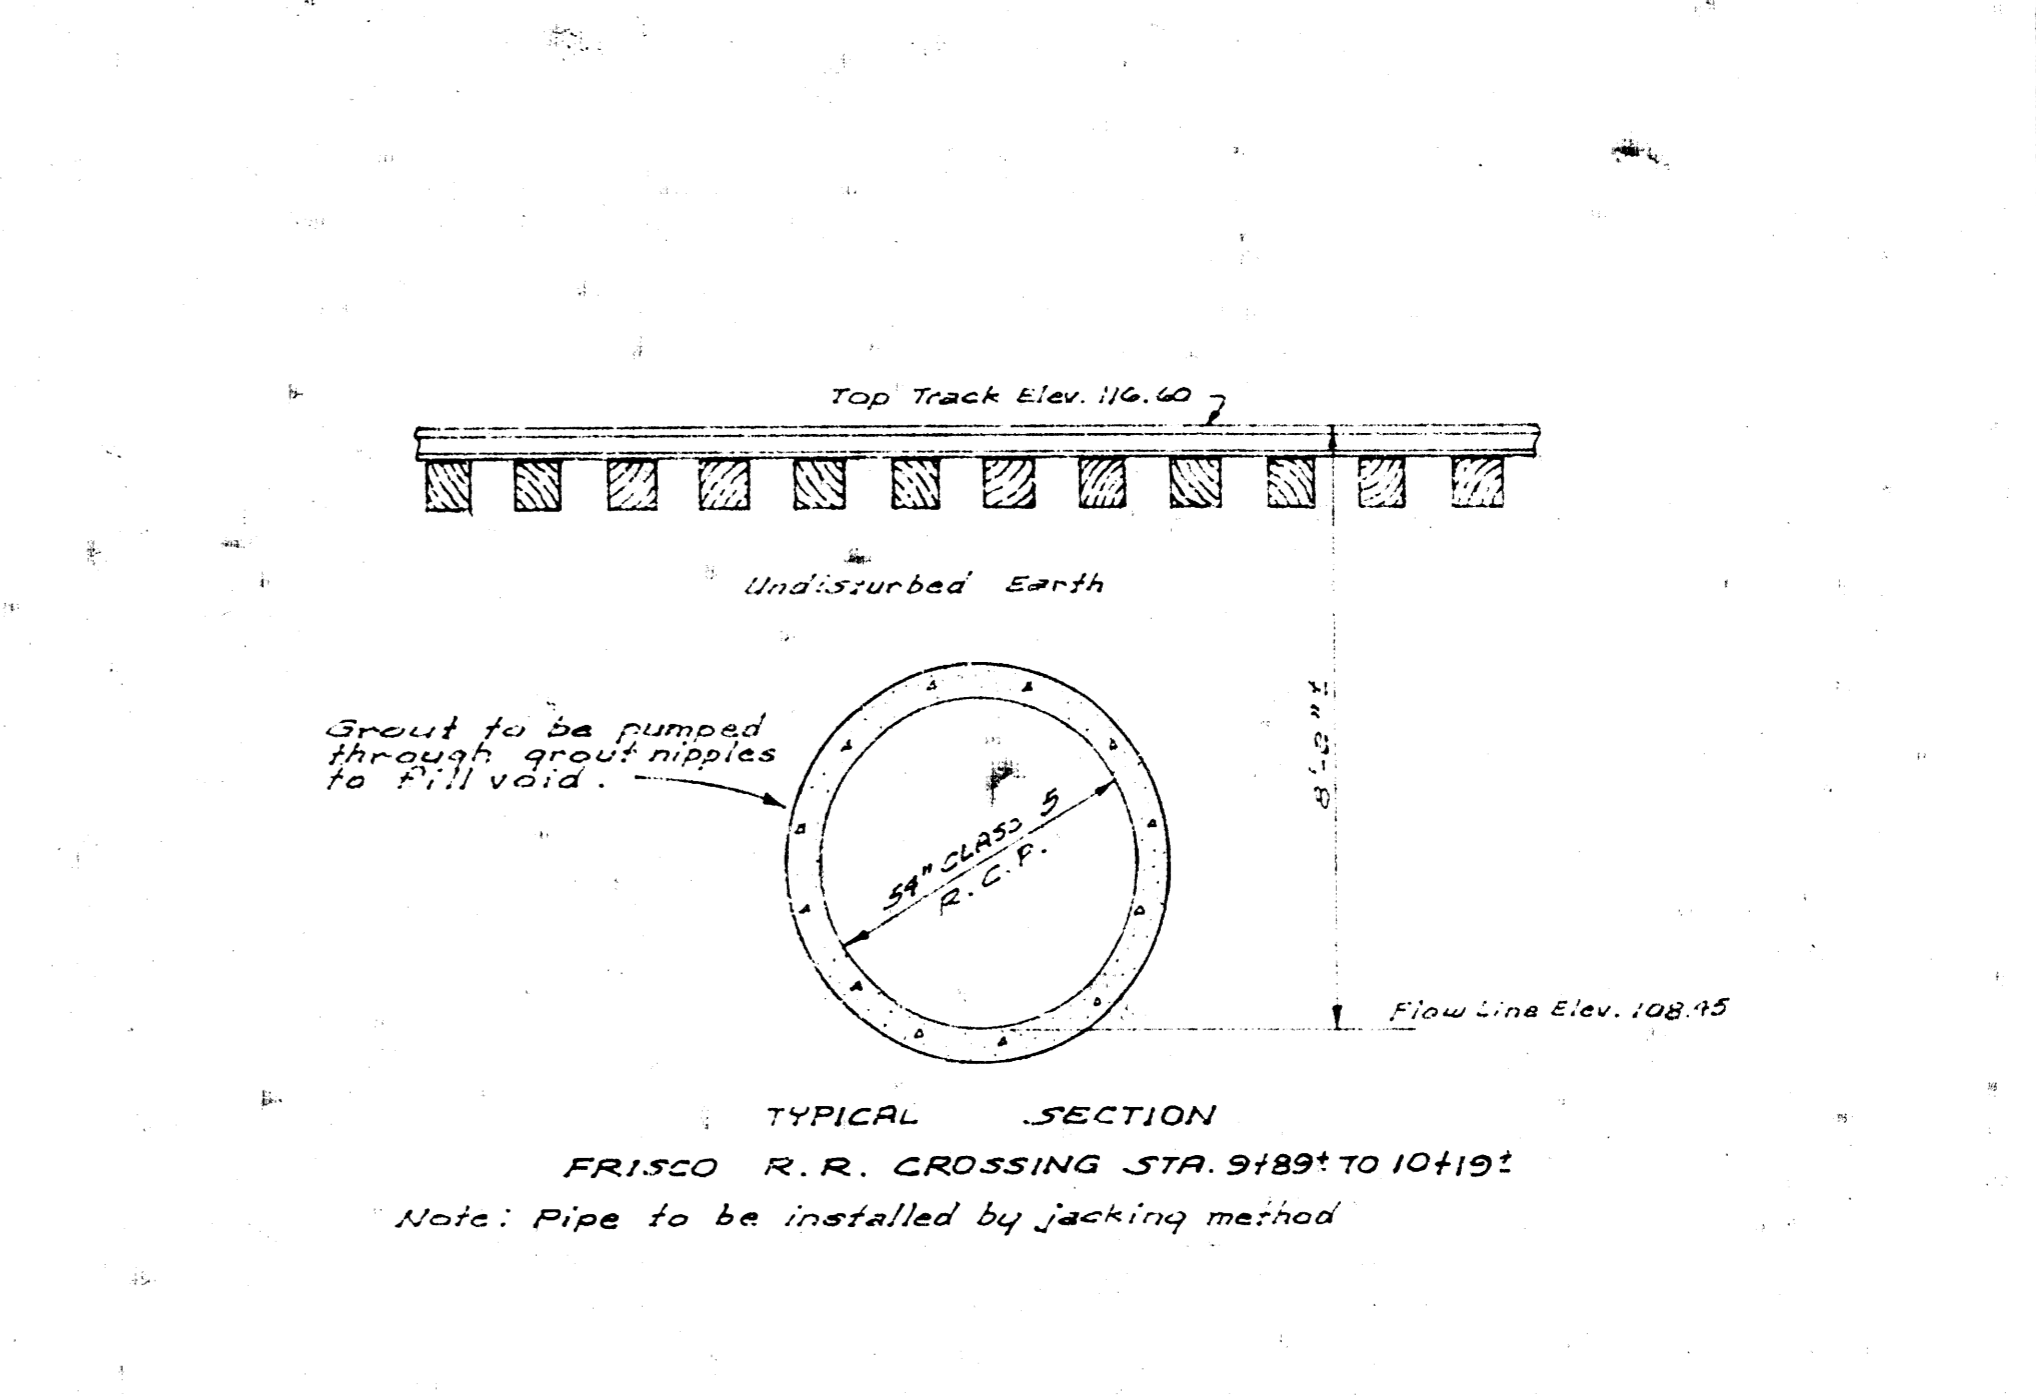 Top Track Elev. 116.60
Undisturbed Earth
Grout to be pumped
through grout nipples
to fill void.
54" CLASS 5
R.C.P.
8'-0"±
Flow Line Elev. 108.45
TYPICAL SECTION
FRISCO R.R. CROSSING STA. 9+89± TO 10+19±
Note: Pipe to be installed by jacking method